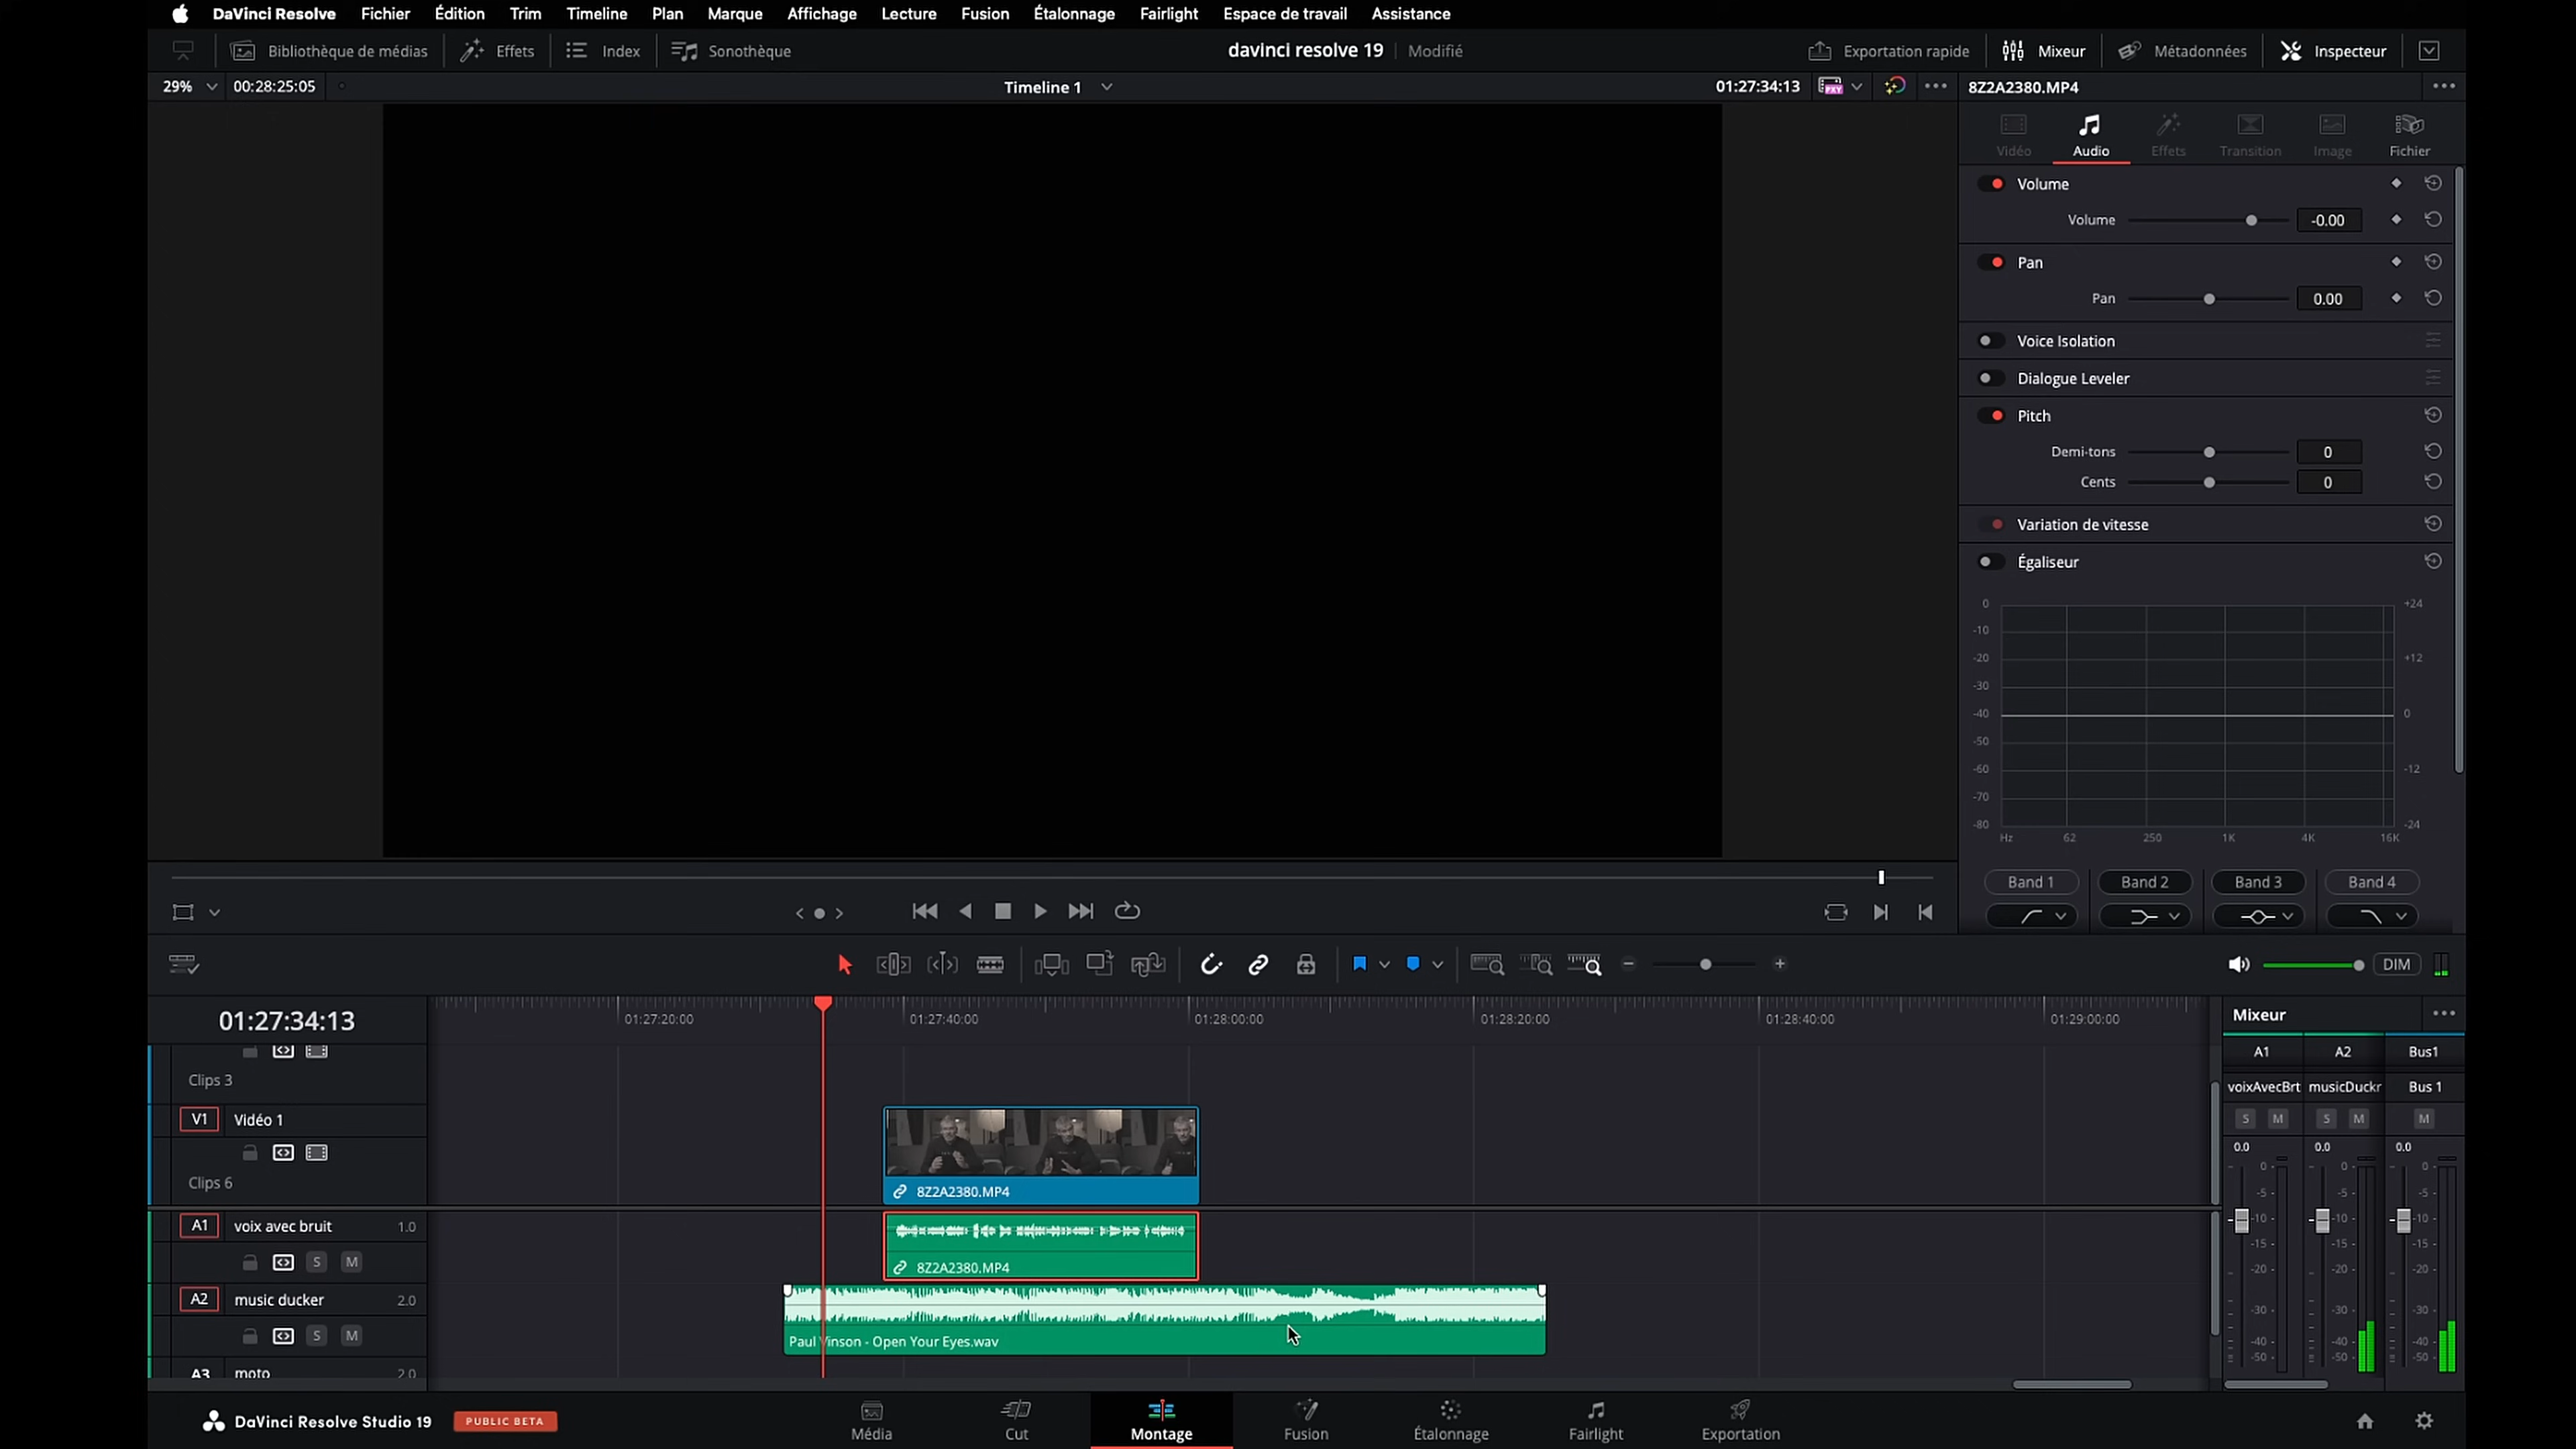 DaVinci Resolve Fichier Édition Trim Timeline Plan Marque Affichage Lecture Fusion Étalonnage Fairlight Espace de travail Assistance
Bibliothèque de médias Effets Index Sonothèque davinci resolve 19 Modifié Exportation rapide Mixeur Métadonnées Inspecteur
29% 00:28:25:05 Timeline 1 01:27:34:13 PXY 8Z2A2380.MP4
Vidéo Audio Effets Transition Image Fichier
Volume
Volume -0.00
Pan
Pan 0.00
Voice Isolation
Dialogue Leveler
Pitch
Demi-tons 0
Cents 0
Variation de vitesse
Égaliseur
0 +24
-10
-20 +12
-30
-40 0
-50
-60 -12
-70
-80 -24
Hz 62 250 1K 4K 16K
Band 1 Band 2 Band 3 Band 4
DIM
01:27:34:13 01:27:20:00 01:27:40:00 01:28:00:00 01:28:20:00 01:28:40:00 01:29:00:00
Mixeur
A1 A2 Bus1
voixAvecBrt musicDuckr Bus 1
S M S M M
0.0 0.0 0.0
0 0 0
-5 -5 -5
-10 -10 -10
-15 -15 -15
-20 -20 -20
-30 -30 -30
-40 -40 -40
-50 -50 -50
Clips 3
V1 Vidéo 1
Clips 6
8Z2A2380.MP4
A1 voix avec bruit 1.0
S M
8Z2A2380.MP4
A2 music ducker 2.0
S M
Paul Vinson - Open Your Eyes.wav
A3 moto 2.0
DaVinci Resolve Studio 19 PUBLIC BETA
Média Cut Montage Fusion Étalonnage Fairlight Exportation